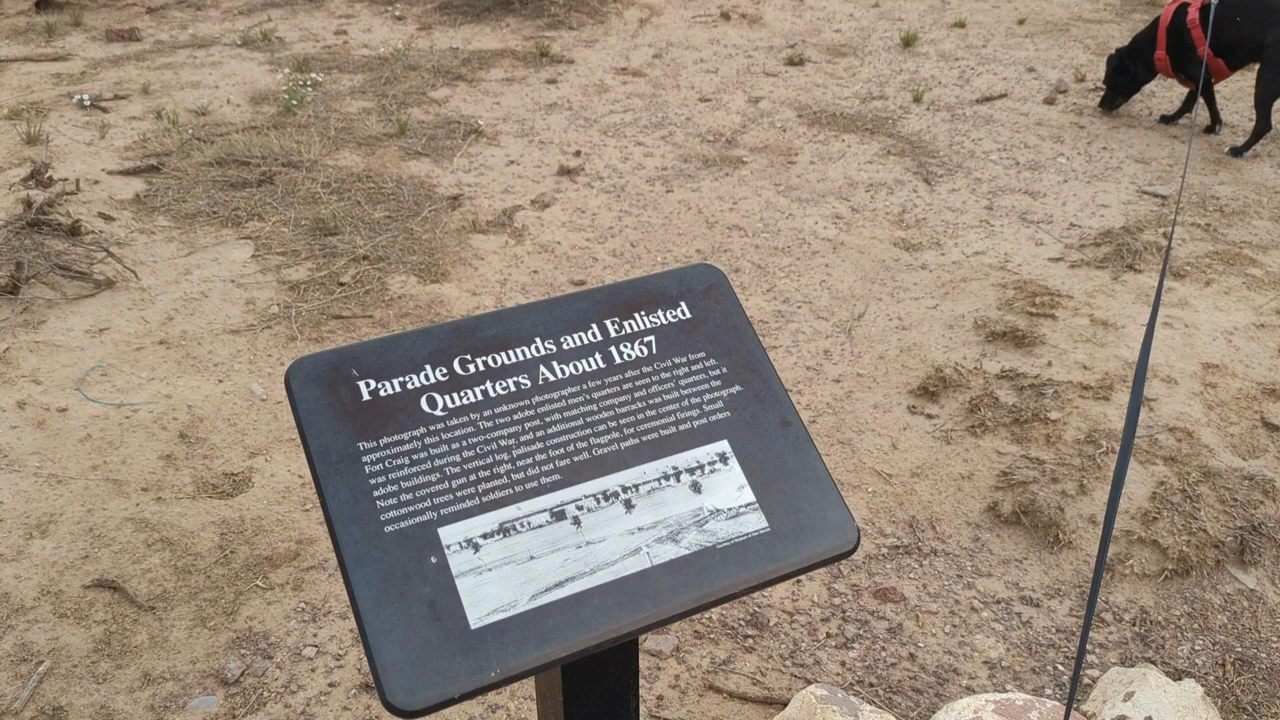 Parade Grounds and Enlisted
Quarters About 1867
This photograph was taken by an unknown photographer a few years after the Civil War from
approximately this location. The two adobe enlisted men's quarters are seen to the right and left.
Fort Craig was built as a two-company post, with matching company and officers' quarters, but it
was reinforced during the Civil War, and an additional wooden barracks was built between the
adobe buildings. The vertical log, palisade construction can be seen in the center of the photograph.
Note the covered gun at the right, near the foot of the flagpole, for ceremonial firings. Small
cottonwood trees were planted, but did not fare well. Gravel paths were built and post orders
occasionally reminded soldiers to use them.
Courtesy of Museum of New Mexico